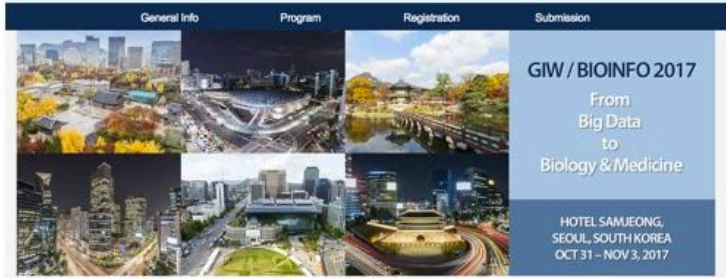 General Info
Program
Registration
Submission
GIW / BIOINFO 2017
From
Big Data
to
Biology & Medicine
HOTEL SAMJEONG,
SEOUL, SOUTH KOREA
OCT 31 – NOV 3, 2017